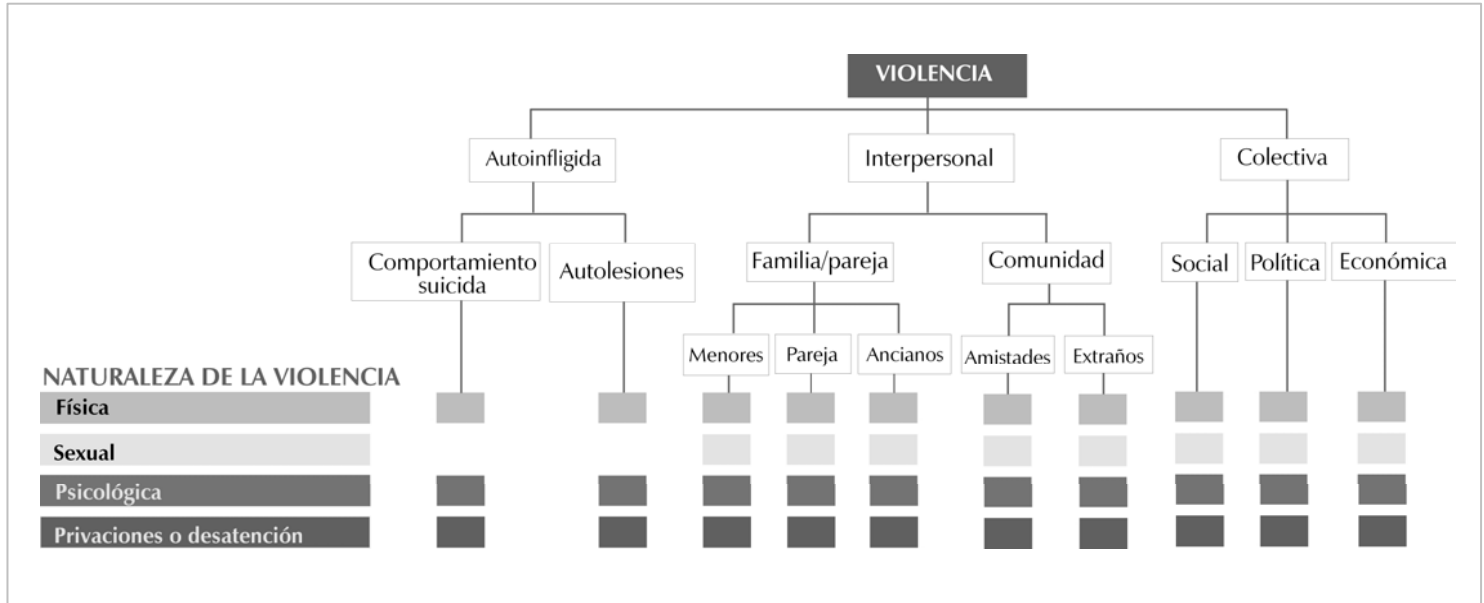 VIOLENCIA
Autoinfligida
Interpersonal
Colectiva
Comportamiento
suicida
Autolesiones
Familia/pareja
Comunidad
Social
Política
Económica
Menores
Pareja
Ancianos
Amistades
Extraños
NATURALEZA DE LA VIOLENCIA
Física
Sexual
Psicológica
Privaciones o desatención